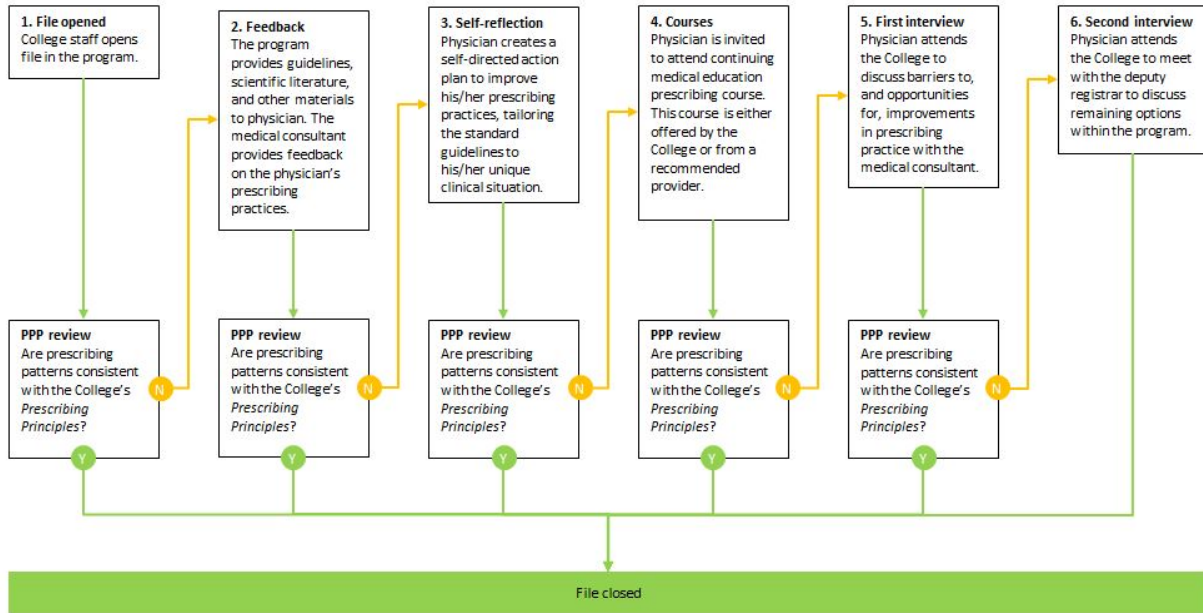 1. File opened
College staff opens
file in the program.
2. Feedback
The program
provides guidelines,
scientific literature,
and other materials
to physician. The
medical consultant
provides feedback
on the physician's
prescribing
practices.
3. Self-reflection
Physician creates a
self-directed action
plan to improve
his/her prescribing
practices, tailoring
the standard
guidelines to
his/her unique
clinical situation.
4. Courses
Physician is invited
to attend continuing
medical education
prescribing course.
This course is either
offered by the
College or from a
recommended
provider.
5. First interview
Physician attends
the College to
discuss barriers to,
and opportunities
for, improvements
in prescribing
practice with the
medical consultant.
6. Second interview
Physician attends
the College to meet
with the deputy
registrar to discuss
remaining options
within the program.
PPP review
Are prescribing
patterns consistent
with the College's
Prescribing
Principles?
N
Y
PPP review
Are prescribing
patterns consistent
with the College's
Prescribing
Principles?
N
Y
PPP review
Are prescribing
patterns consistent
with the College's
Prescribing
Principles?
N
Y
PPP review
Are prescribing
patterns consistent
with the College's
Prescribing
Principles?
N
Y
PPP review
Are prescribing
patterns consistent
with the College's
Prescribing
Principles?
N
Y
File closed